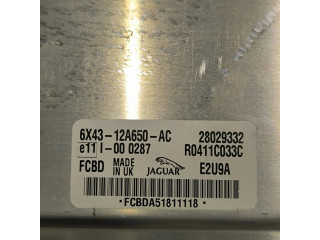 6X43-12A650-AC 28029332
e11 I-00 0287 R0411C033C
FCBD MADE IN UK JAGUAR E2U9A
*FCBDA51811118*